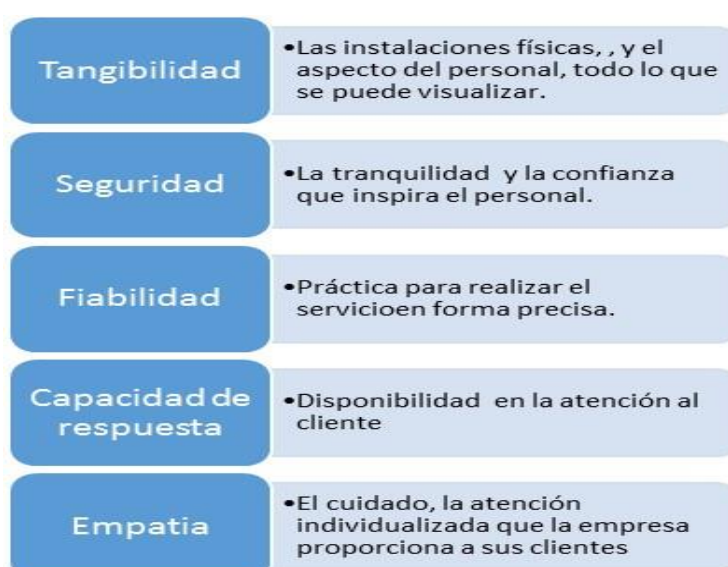 Tangibilidad
•Las instalaciones físicas, , y el
aspecto del personal, todo lo que
se puede visualizar.
Seguridad
•La tranquilidad y la confianza
que inspira el personal.
Fiabilidad
•Práctica para realizar el
servicioen forma precisa.
Capacidad de
respuesta
•Disponibilidad en la atención al
cliente
Empatia
•El cuidado, la atención
individualizada que la empresa
proporciona a sus clientes